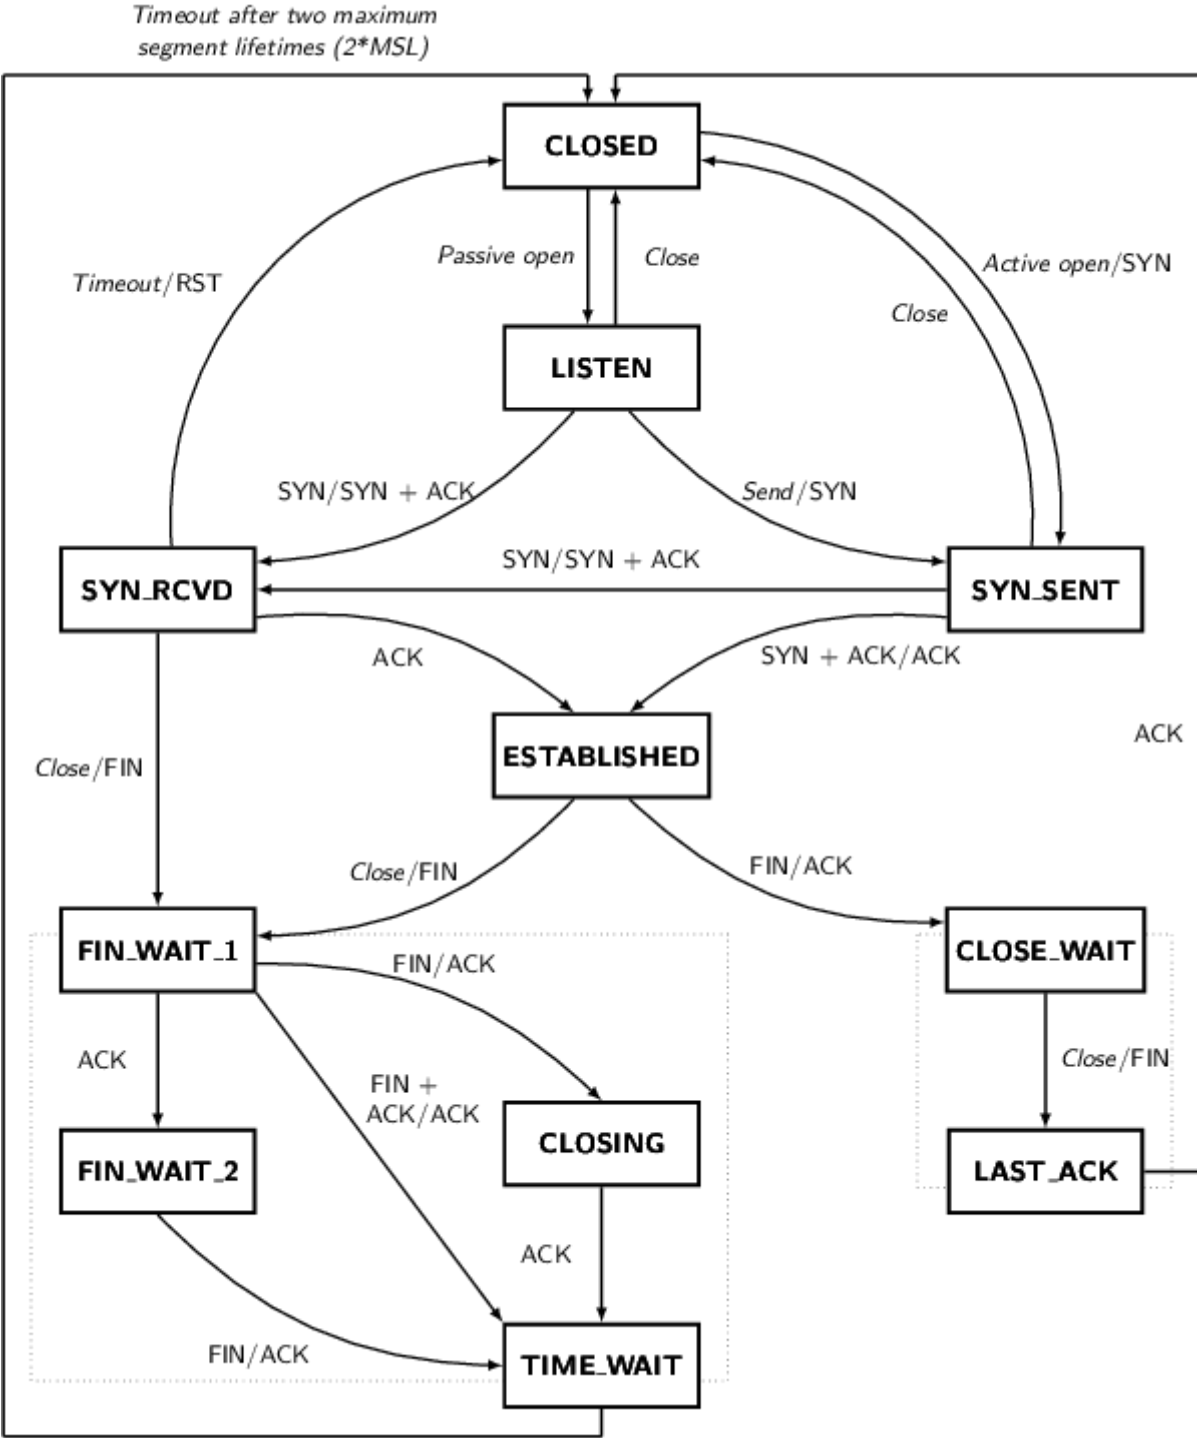 Timeout after two maximum
segment lifetimes (2*MSL)
CLOSED
Passive open
Close
Timeout/RST
Active open/SYN
Close
LISTEN
SYN/SYN + ACK
Send/SYN
SYN/SYN + ACK
SYN_RCVD
SYN_SENT
ACK
SYN + ACK/ACK
ACK
ESTABLISHED
Close/FIN
Close/FIN
FIN/ACK
FIN_WAIT_1
FIN/ACK
CLOSE_WAIT
ACK
FIN +
ACK/ACK
Close/FIN
FIN_WAIT_2
CLOSING
LAST_ACK
ACK
FIN/ACK
TIME_WAIT